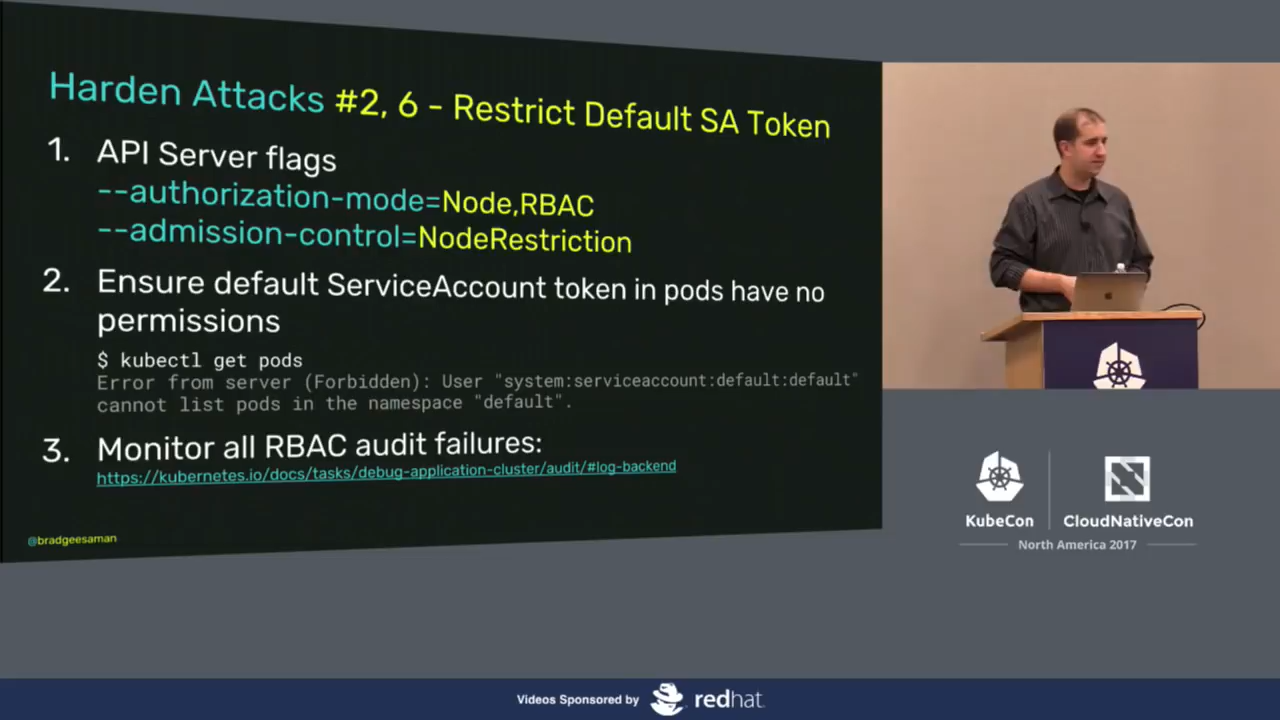 Harden Attacks #2, 6 - Restrict Default SA Token
1. API Server flags
--authorization-mode=Node,RBAC
--admission-control=NodeRestriction
2. Ensure default ServiceAccount token in pods have no
permissions
$ kubectl get pods
Error from server (Forbidden): User "system:serviceaccount:default:default"
cannot list pods in the namespace "default".
3. Monitor all RBAC audit failures:
https://kubernetes.io/docs/tasks/debug-application-cluster/audit/#log-backend
@bradgeesaman
KubeCon
CloudNativeCon
North America 2017
Videos Sponsored by
redhat.